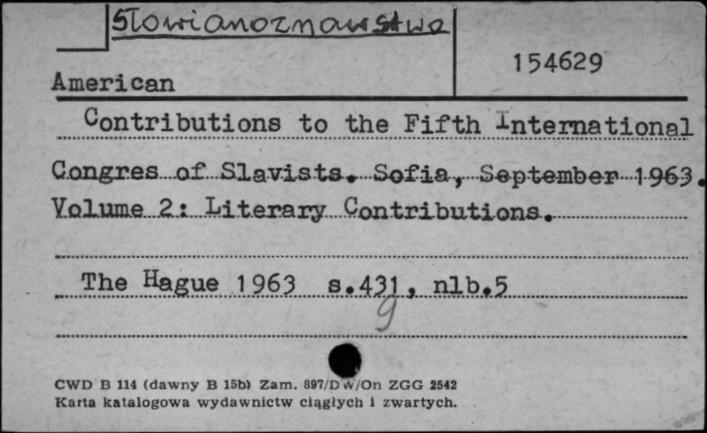 Słowianoznawstwo
154629
American
Contributions to the Fifth International
Congres of Slavists. Sofia, September 1963.
Volume 2: Literary Contributions.
The Hague 1963 s.431, nlb.5
9
CWD B 114 (dawny B 15b) Zam. 897/DW/On ZGG 2542
Karta katalogowa wydawnictw ciągłych i zwartych.